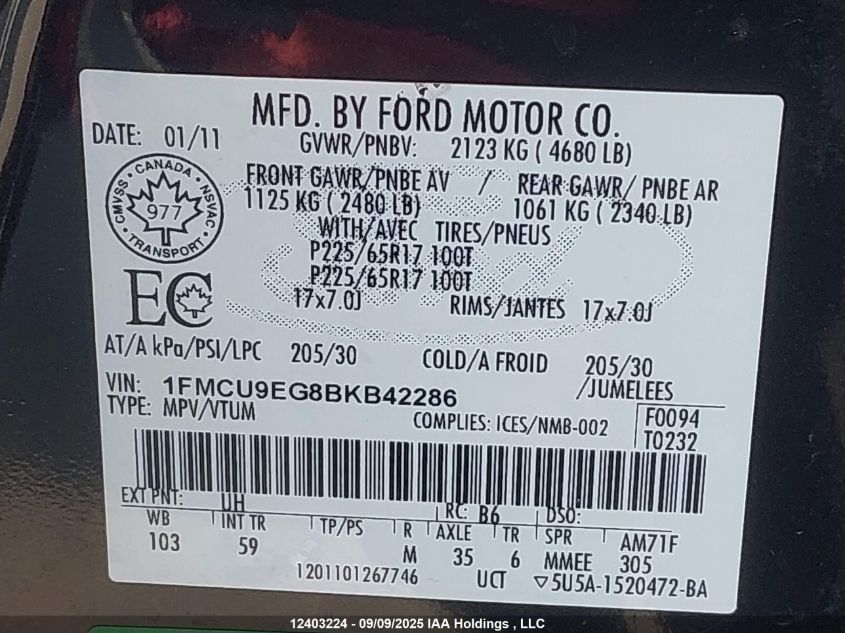 MFD. BY FORD MOTOR CO.
DATE: 01/11
GVWR/PNBV: 2123 KG ( 4680 LB)
FRONT GAWR/PNBE AV / REAR GAWR/ PNBE AR
1125 KG ( 2480 LB) 1061 KG ( 2340 LB)
WITH/AVEC TIRES/PNEUS
P225/65R17 100T
P225/65R17 100T
17x7.0J RIMS/JANTES 17x7.0J
CANADA
CMVSS NSVAC
977
TRANSPORT
EC
AT/A kPa/PSI/LPC 205/30 COLD/A FROID 205/30
VIN: 1FMCU9EG8BKB42286 /JUMELEES
TYPE: MPV/VTUM COMPLIES: ICES/NMB-002
F0094
T0232
EXT PNT: UH RC: B6 DSO:
WB INT TR TP/PS R AXLE TR SPR AM71F
103 59 M 35 6 MMEE 305
1201101267746 UCT ▽5U5A-1520472-BA
12403224 - 09/09/2025 IAA Holdings , LLC